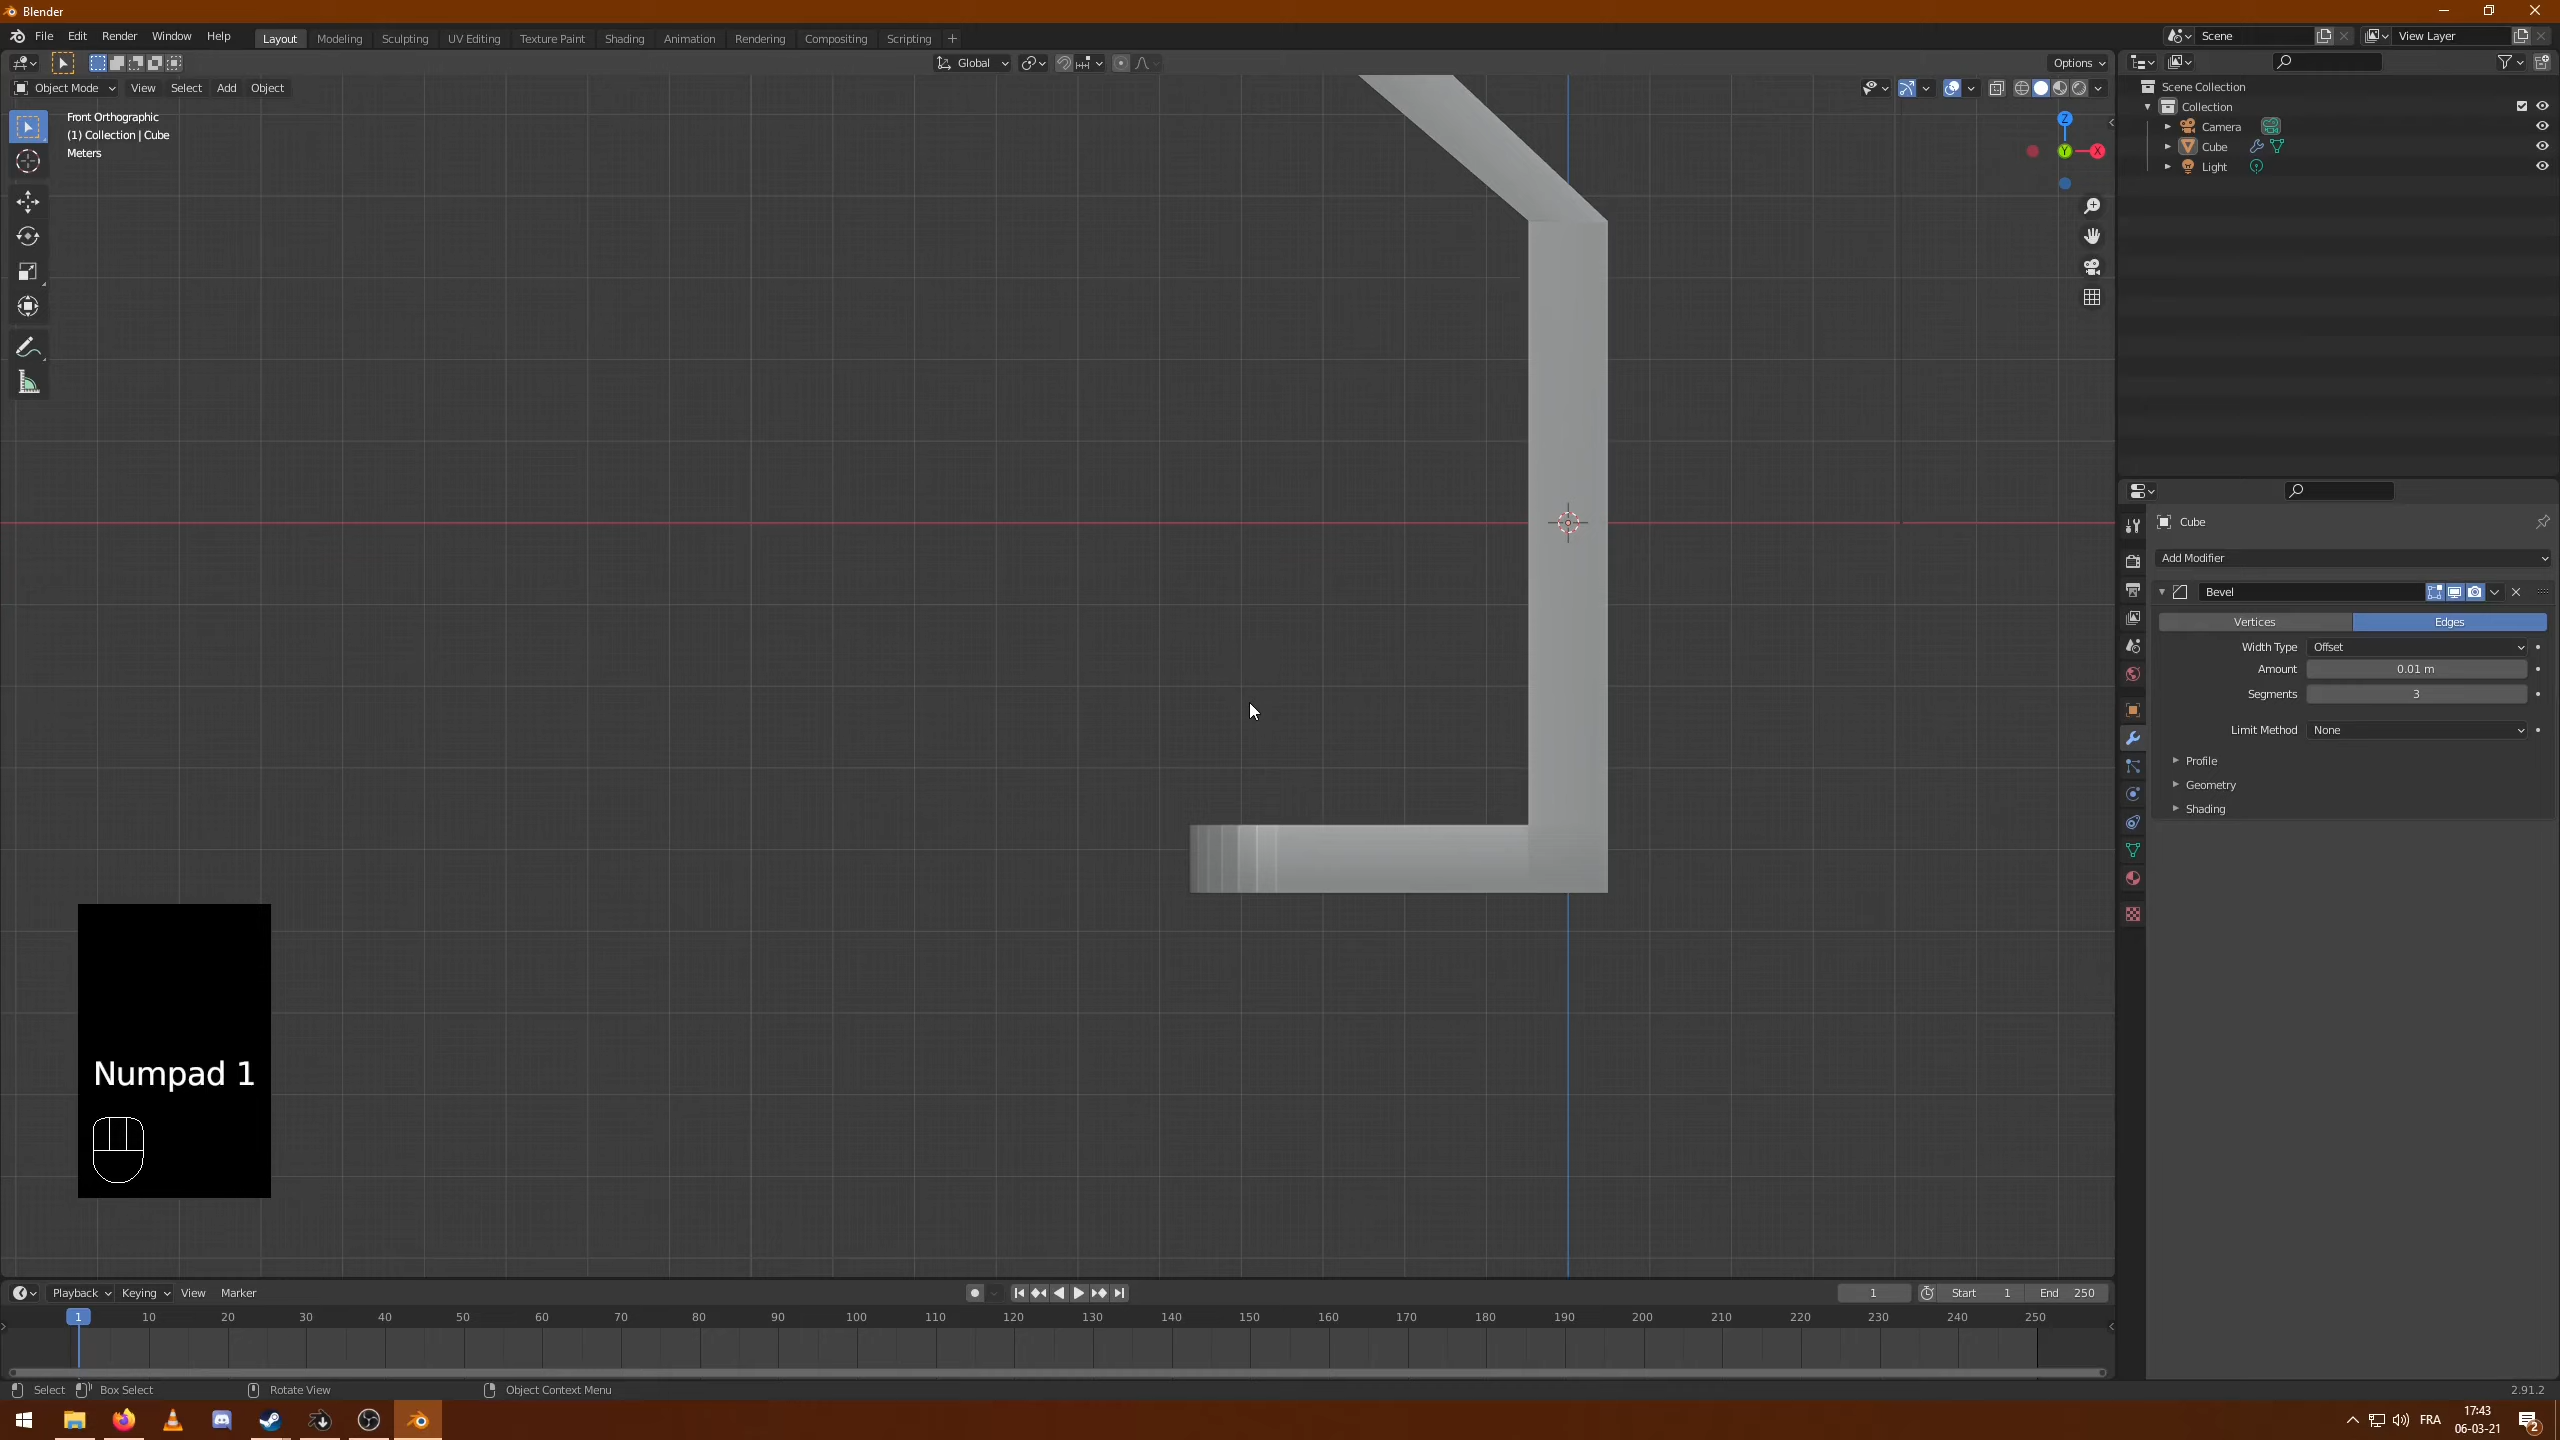 Blender
File Edit Render Window Help
Layout Modeling Sculpting UV Editing Texture Paint Shading Animation Rendering Compositing Scripting +
Scene
View Layer
Global
Options
Object Mode View Select Add Object
Front Orthographic
(1) Collection | Cube
Meters
Z
Y
X
Scene Collection
Collection
Camera
Cube
Light
Cube
Add Modifier
Bevel
Vertices Edges
Width Type Offset
Amount 0.01 m
Segments 3
Limit Method None
Profile
Geometry
Shading
Numpad 1
Playback Keying View Marker
1 Start 1 End 250
1 10 20 30 40 50 60 70 80 90 100 110 120 130 140 150 160 170 180 190 200 210 220 230 240 250
Select Box Select Rotate View Object Context Menu
2.91.2
FRA
17:43
06-03-21
2